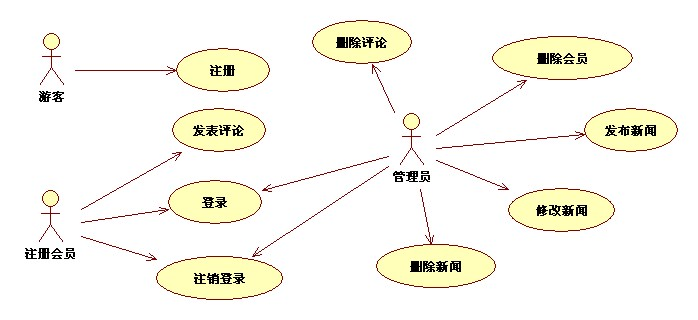 删除评论
删除会员
注册
游客
发表评论
发布新闻
管理员
登录
修改新闻
注册会员
删除新闻
注销登录